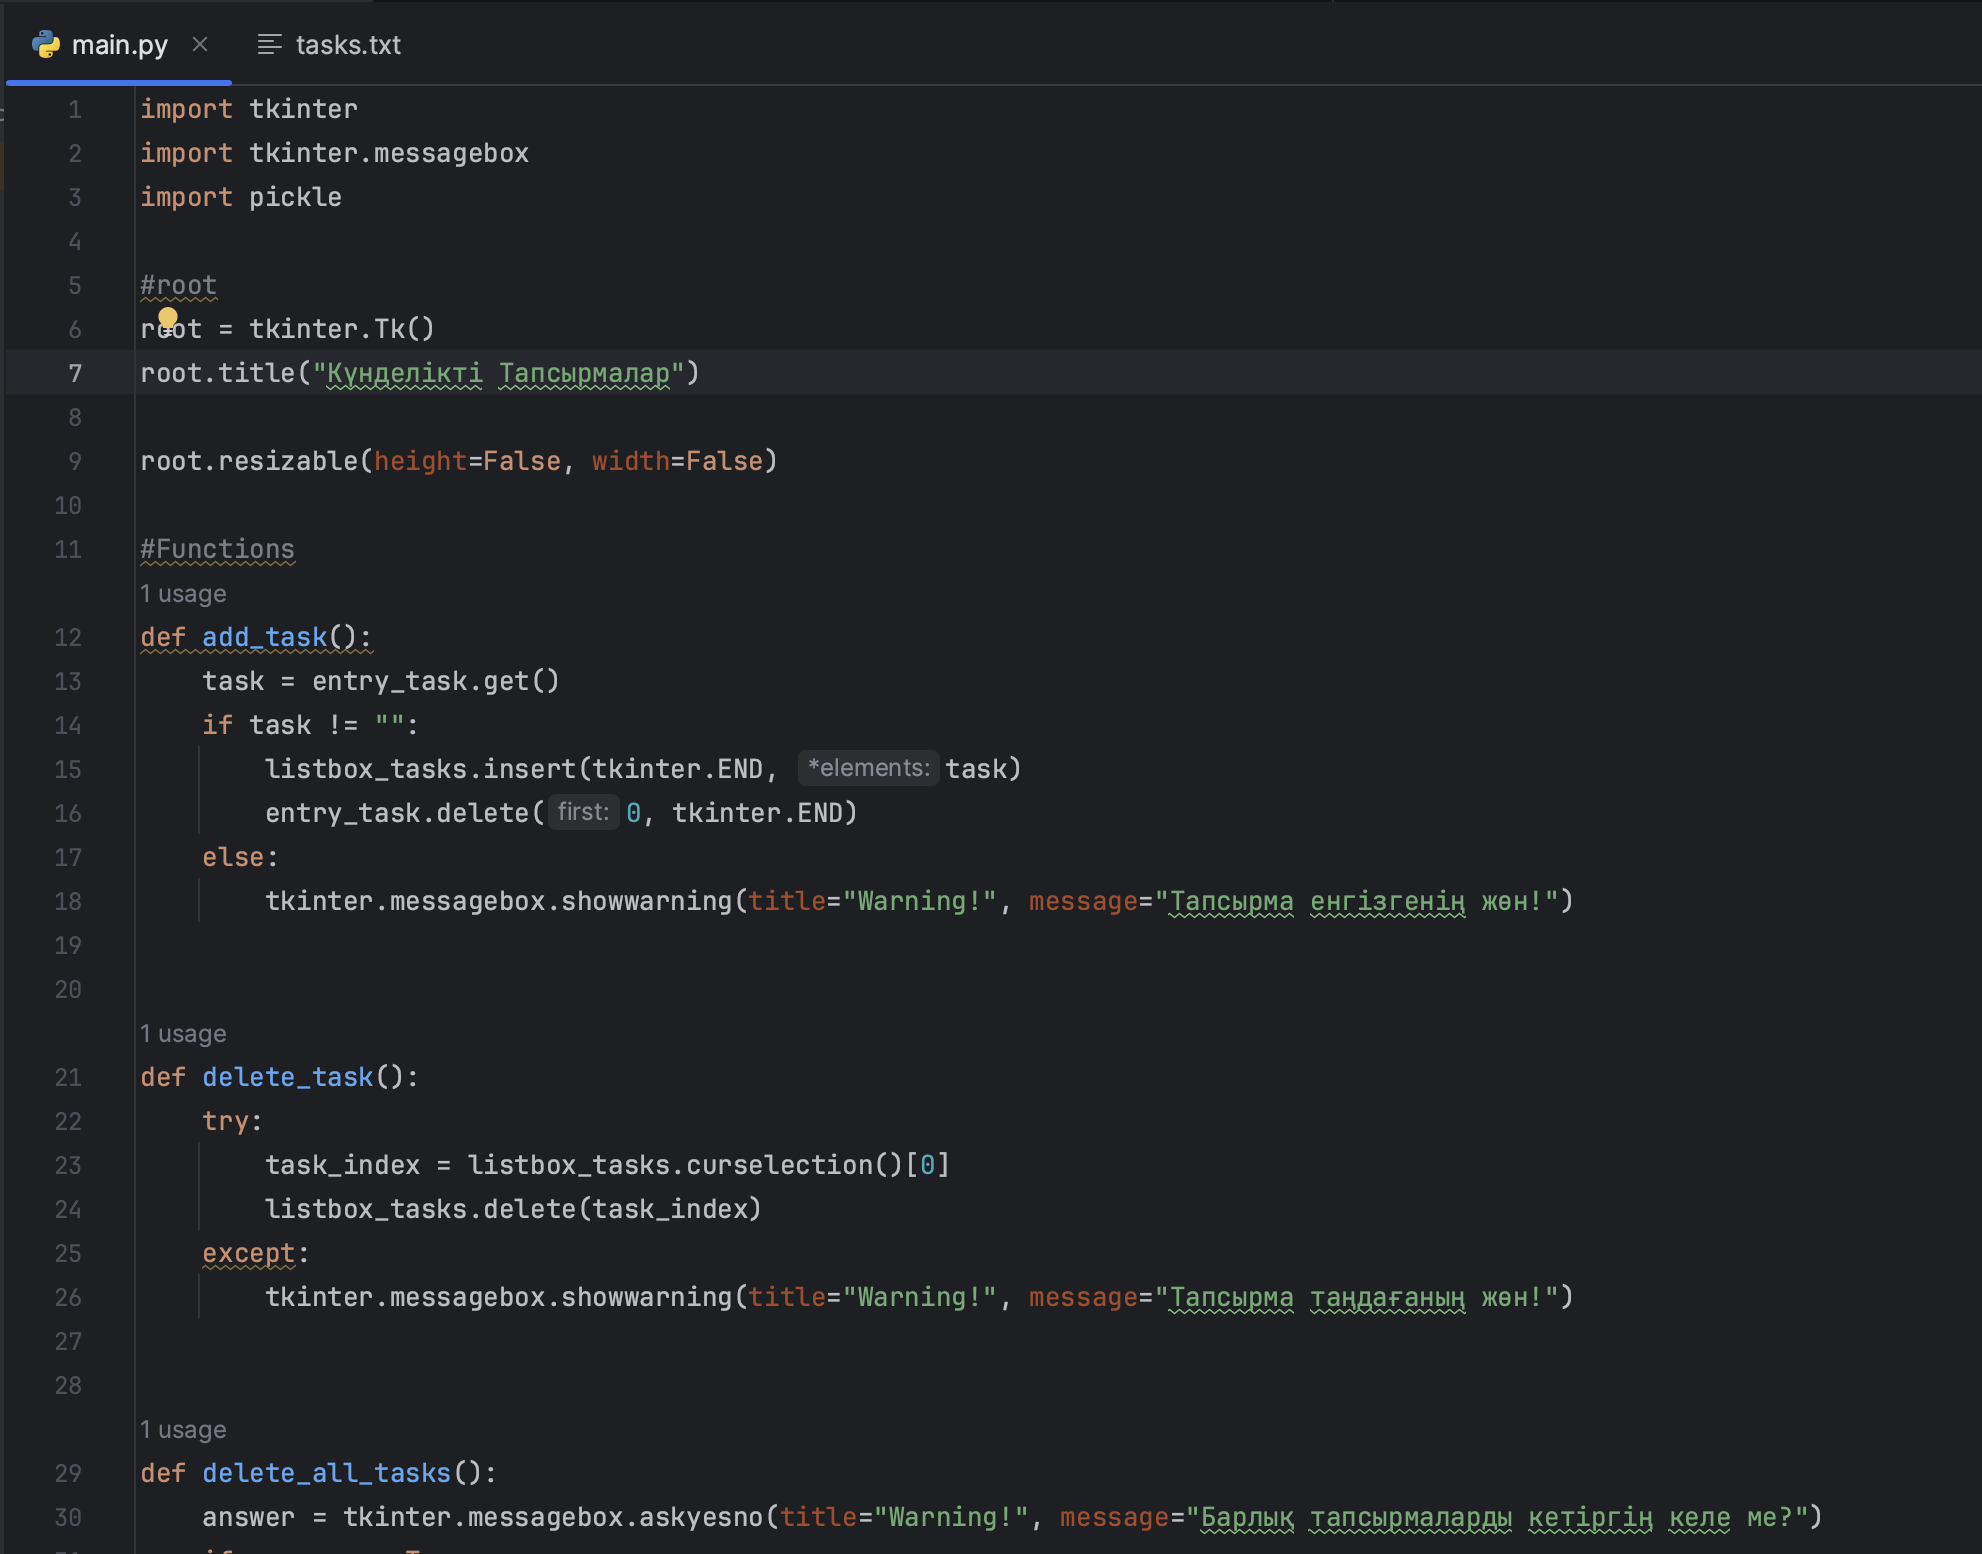 main.py × tasks.txt
1 import tkinter
2 import tkinter.messagebox
3 import pickle
4
5 #root
6 root = tkinter.Tk()
7 root.title("Күнделікті Тапсырмалар")
8
9 root.resizable(height=False, width=False)
10
11 #Functions
1 usage
12 def add_task():
13     task = entry_task.get()
14     if task != "":
15         listbox_tasks.insert(tkinter.END, *elements: task)
16         entry_task.delete( first: 0, tkinter.END)
17     else:
18         tkinter.messagebox.showwarning(title="Warning!", message="Тапсырма енгізгенің жөн!")
19
20
1 usage
21 def delete_task():
22     try:
23         task_index = listbox_tasks.curselection()[0]
24         listbox_tasks.delete(task_index)
25     except:
26         tkinter.messagebox.showwarning(title="Warning!", message="Тапсырма таңдағаның жөн!")
27
28
1 usage
29 def delete_all_tasks():
30     answer = tkinter.messagebox.askyesno(title="Warning!", message="Барлық тапсырмаларды кетіргің келе ме?")